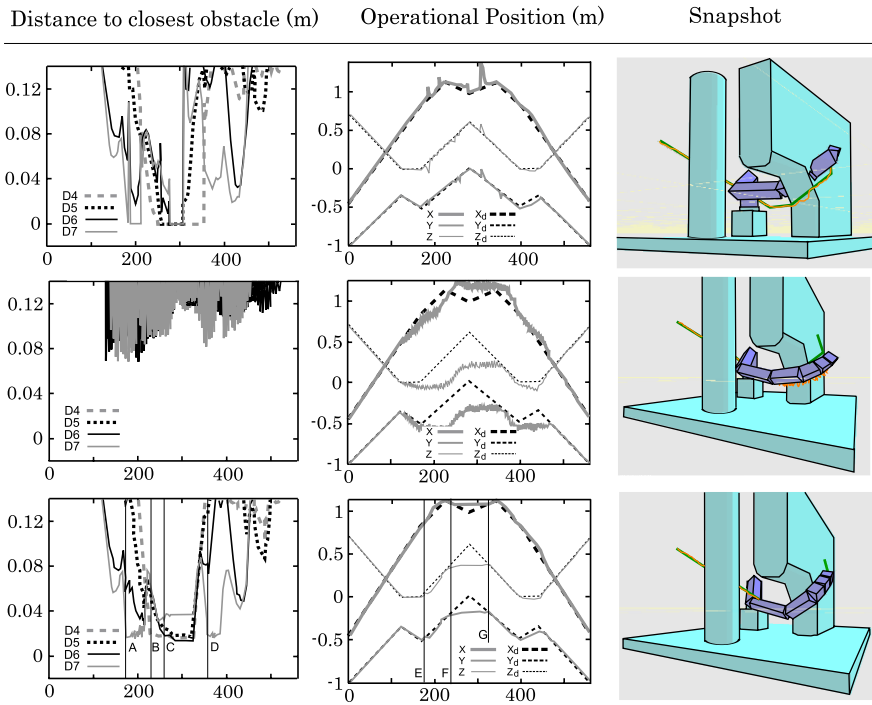 Distance to closest obstacle (m) Operational Position (m) Snapshot
0.12
0.08
0.04
0
D4
D5
D6
D7
0 200 400
1
0.5
0
-0.5
-1
X Xd
Y Yd
Z Zd
0 200 400
0.12
0.08
0.04
0
D4
D5
D6
D7
0 200 400
1
0.5
0
-0.5
-1
X Xd
Y Yd
Z Zd
0 200 400
0.12
0.08
0.04
0
D4
D5
D6
D7
A B C D
0 200 400
1
0.5
0
-0.5
-1
E F G
X Xd
Y Yd
Z Zd
0 200 400